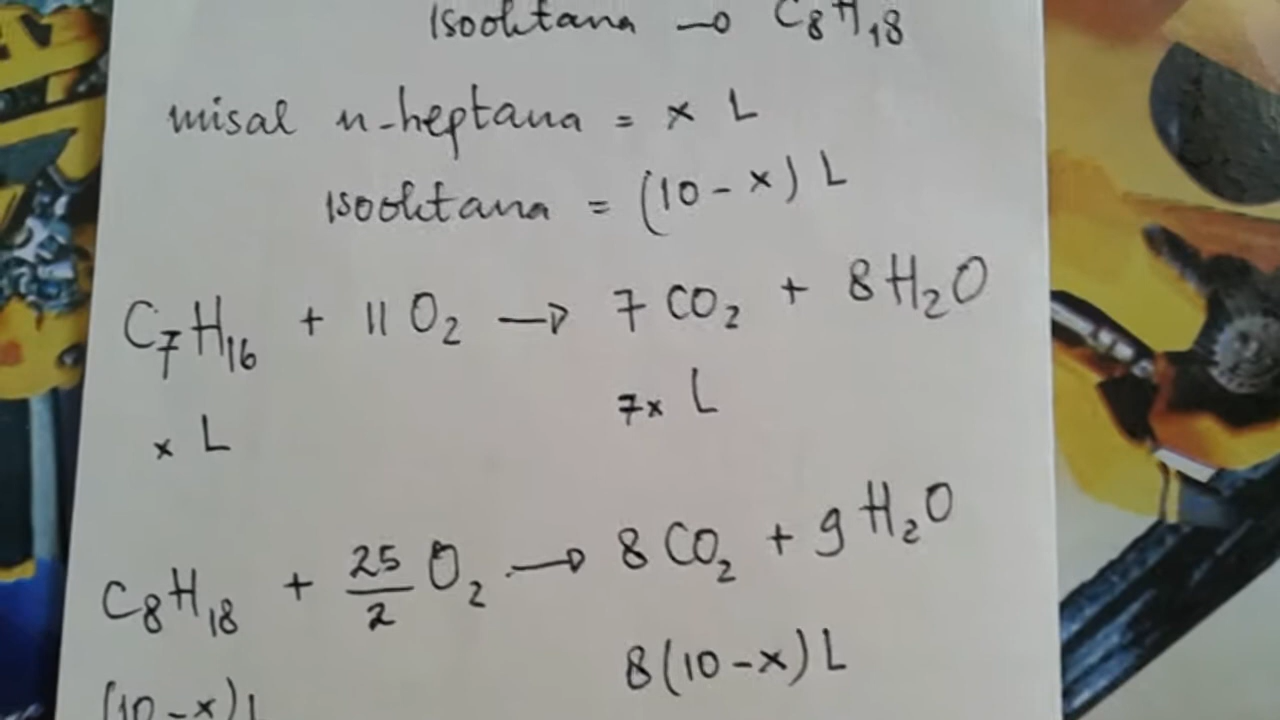 Isooktana → C₈H₁₈
misal n-heptana = x L
Isooktana = (10 - x) L
C₇H₁₆ + 11 O₂ → 7 CO₂ + 8 H₂O
x L 7x L
C₈H₁₈ + 25/2 O₂ → 8 CO₂ + 9 H₂O
(10 - x) L 8(10 - x) L